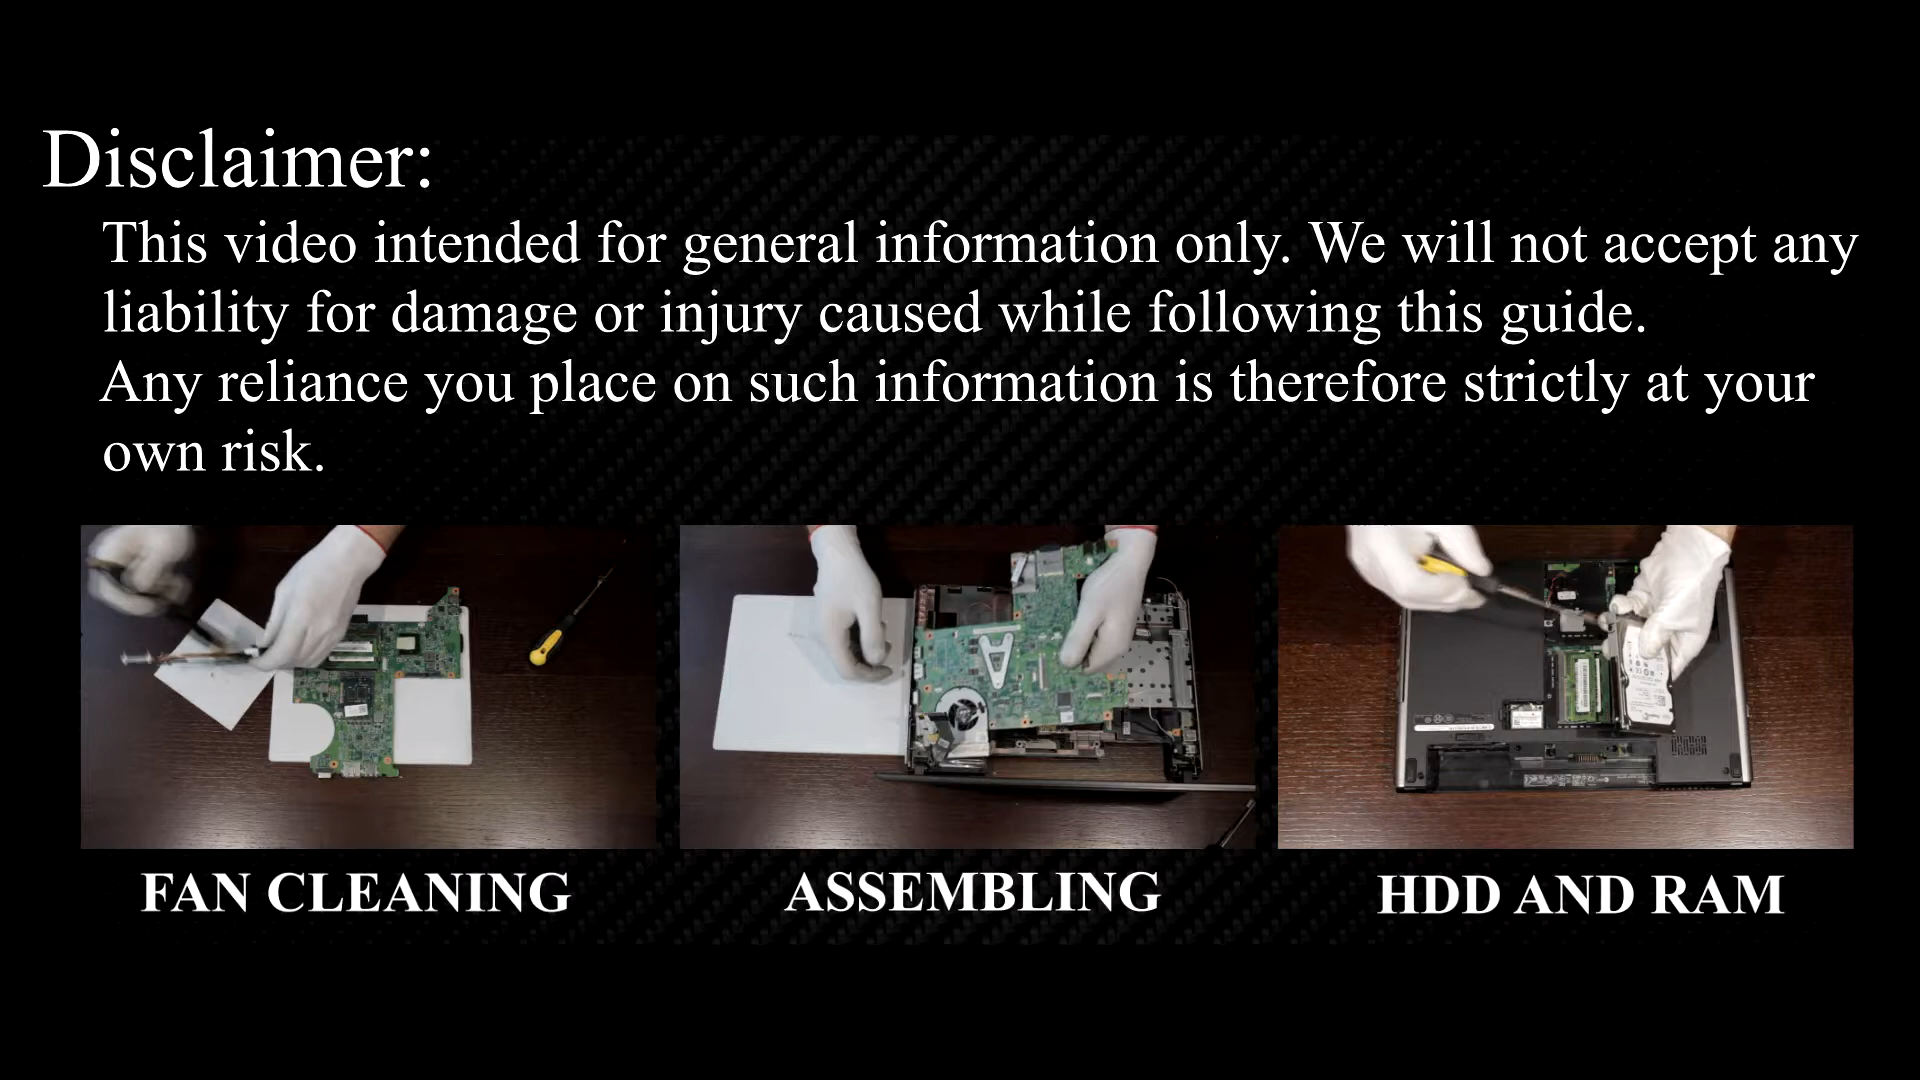 Disclaimer:
This video intended for general information only. We will not accept any
liability for damage or injury caused while following this guide.
Any reliance you place on such information is therefore strictly at your
own risk.
FAN CLEANING
ASSEMBLING
HDD AND RAM